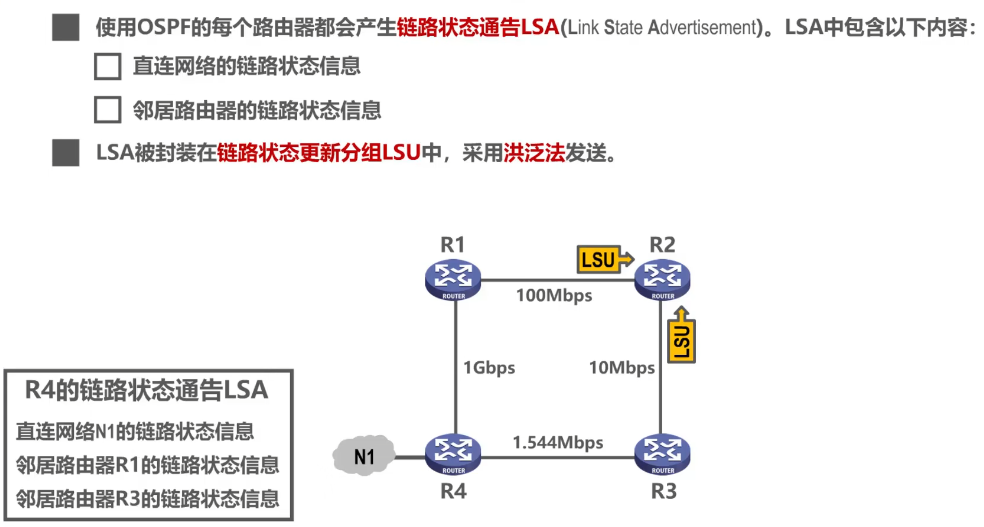 使用OSPF的每个路由器都会产生链路状态通告LSA(Link State Advertisement)。LSA中包含以下内容：
直连网络的链路状态信息
邻居路由器的链路状态信息
LSA被封装在链路状态更新分组LSU中，采用洪泛法发送。
R1
LSU
R2
ROUTER
100Mbps
ROUTER
LSU
1Gbps
10Mbps
R4的链路状态通告LSA
直连网络N1的链路状态信息
邻居路由器R1的链路状态信息
邻居路由器R3的链路状态信息
N1
1.544Mbps
ROUTER
ROUTER
R4
R3